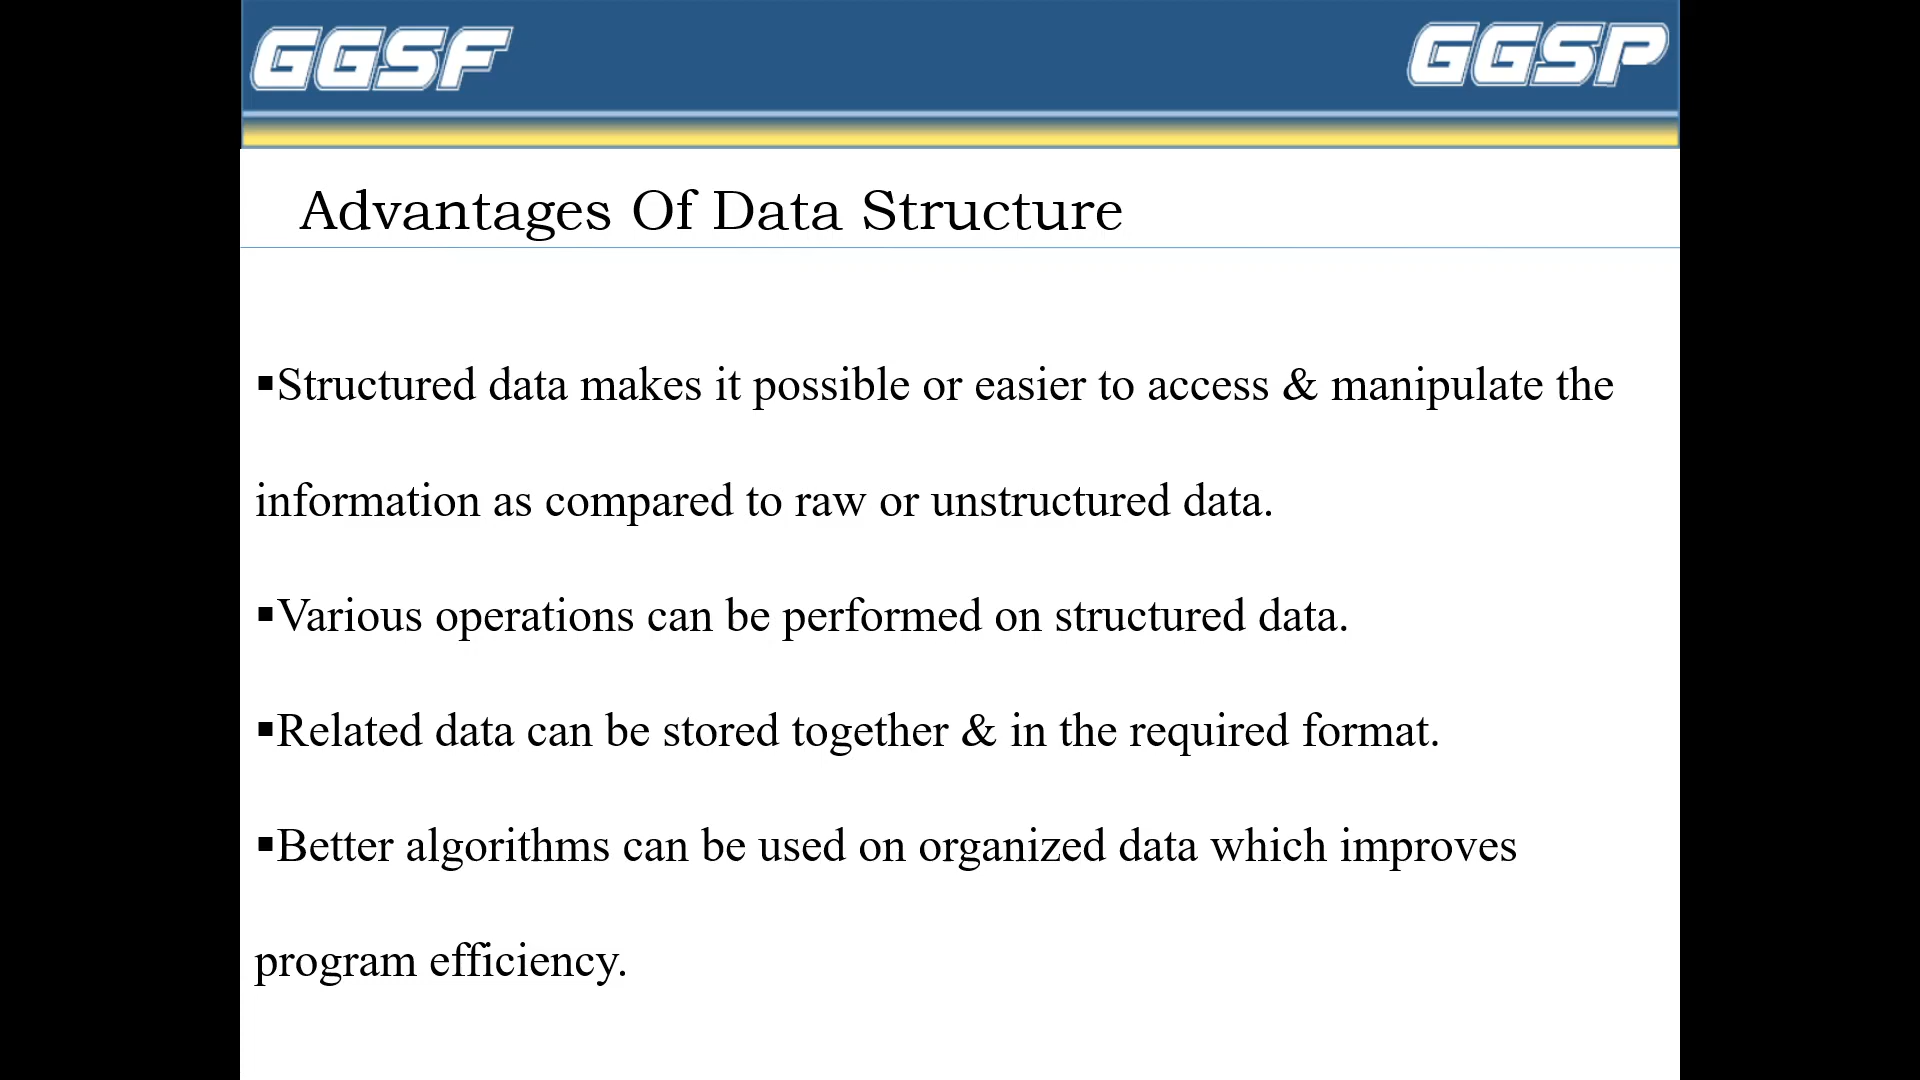 GGSF GGSP
Advantages Of Data Structure
▪Structured data makes it possible or easier to access & manipulate the
information as compared to raw or unstructured data.
▪Various operations can be performed on structured data.
▪Related data can be stored together & in the required format.
▪Better algorithms can be used on organized data which improves
program efficiency.